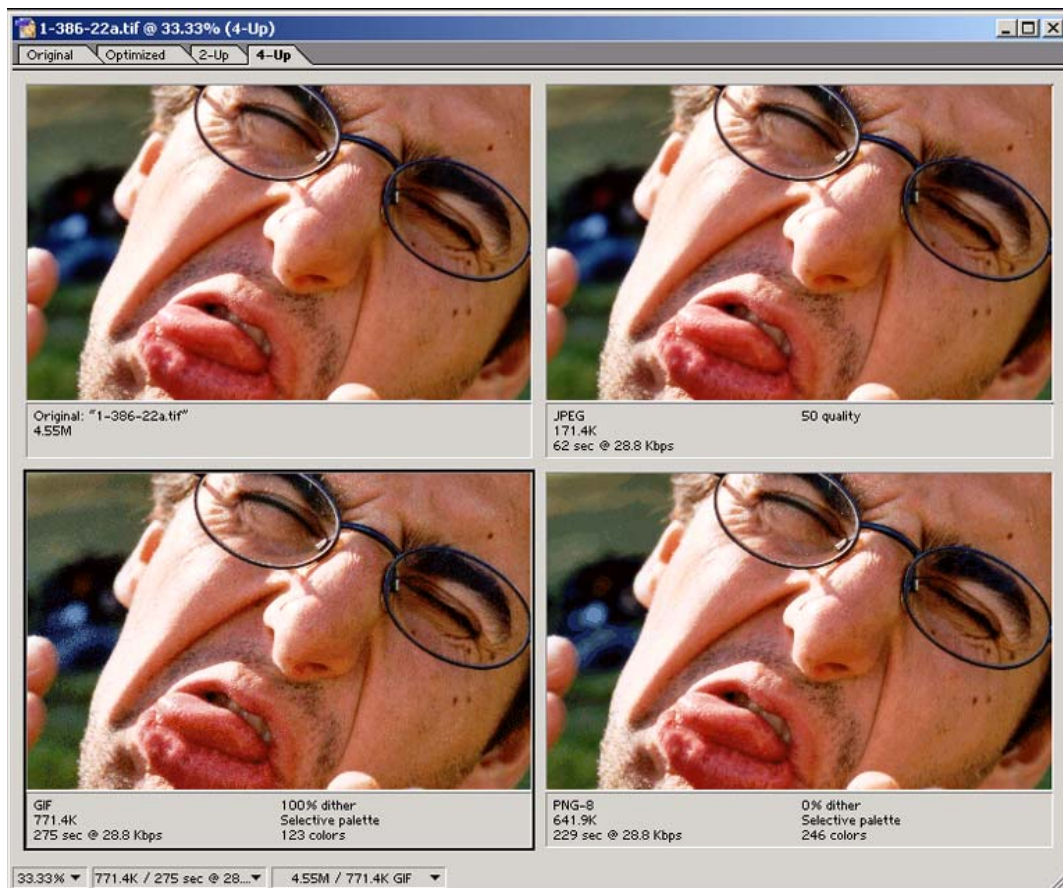 1-386-22a.tif @ 33.33% (4-Up)
Original Optimized 2-Up 4-Up
Original: "1-386-22a.tif"
4.55M
JPEG 50 quality
171.4K
62 sec @ 28.8 Kbps
GIF 100% dither
771.4K Selective palette
275 sec @ 28.8 Kbps 123 colors
PNG-8 0% dither
641.9K Selective palette
229 sec @ 28.8 Kbps 246 colors
33.33% 771.4K / 275 sec @ 28.... 4.55M / 771.4K GIF